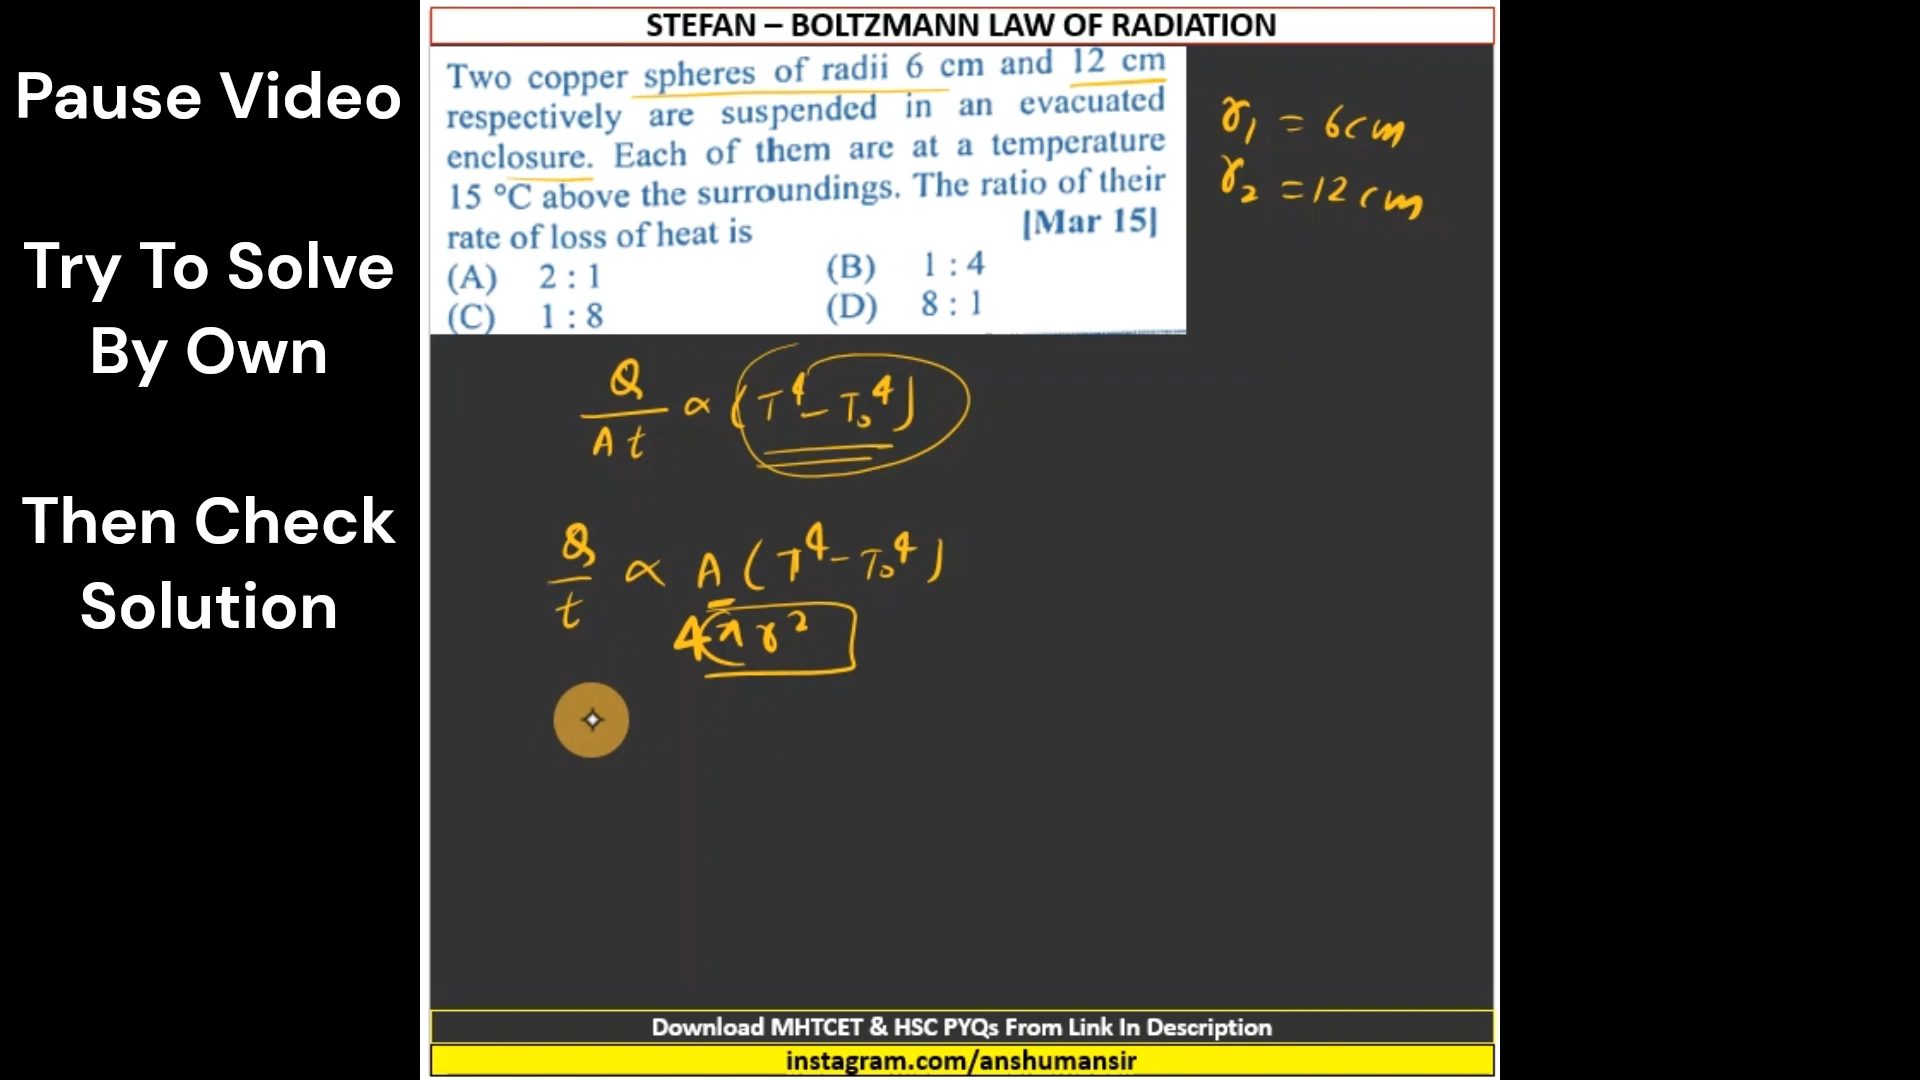 STEFAN – BOLTZMANN LAW OF RADIATION
Pause Video
Try To Solve
By Own
Then Check
Solution
Two copper spheres of radii 6 cm and 12 cm
respectively are suspended in an evacuated
enclosure. Each of them are at a temperature
15 °C above the surroundings. The ratio of their
rate of loss of heat is [Mar 15]
(A) 2 : 1 (B) 1 : 4
(C) 1 : 8 (D) 8 : 1
r₁ = 6cm
r₂ = 12cm
Q/At ∝ (T⁴ - T₀⁴)
Q/t ∝ A (T⁴ - T₀⁴)
4πr²
Download MHTCET & HSC PYQs From Link In Description
instagram.com/anshumansir